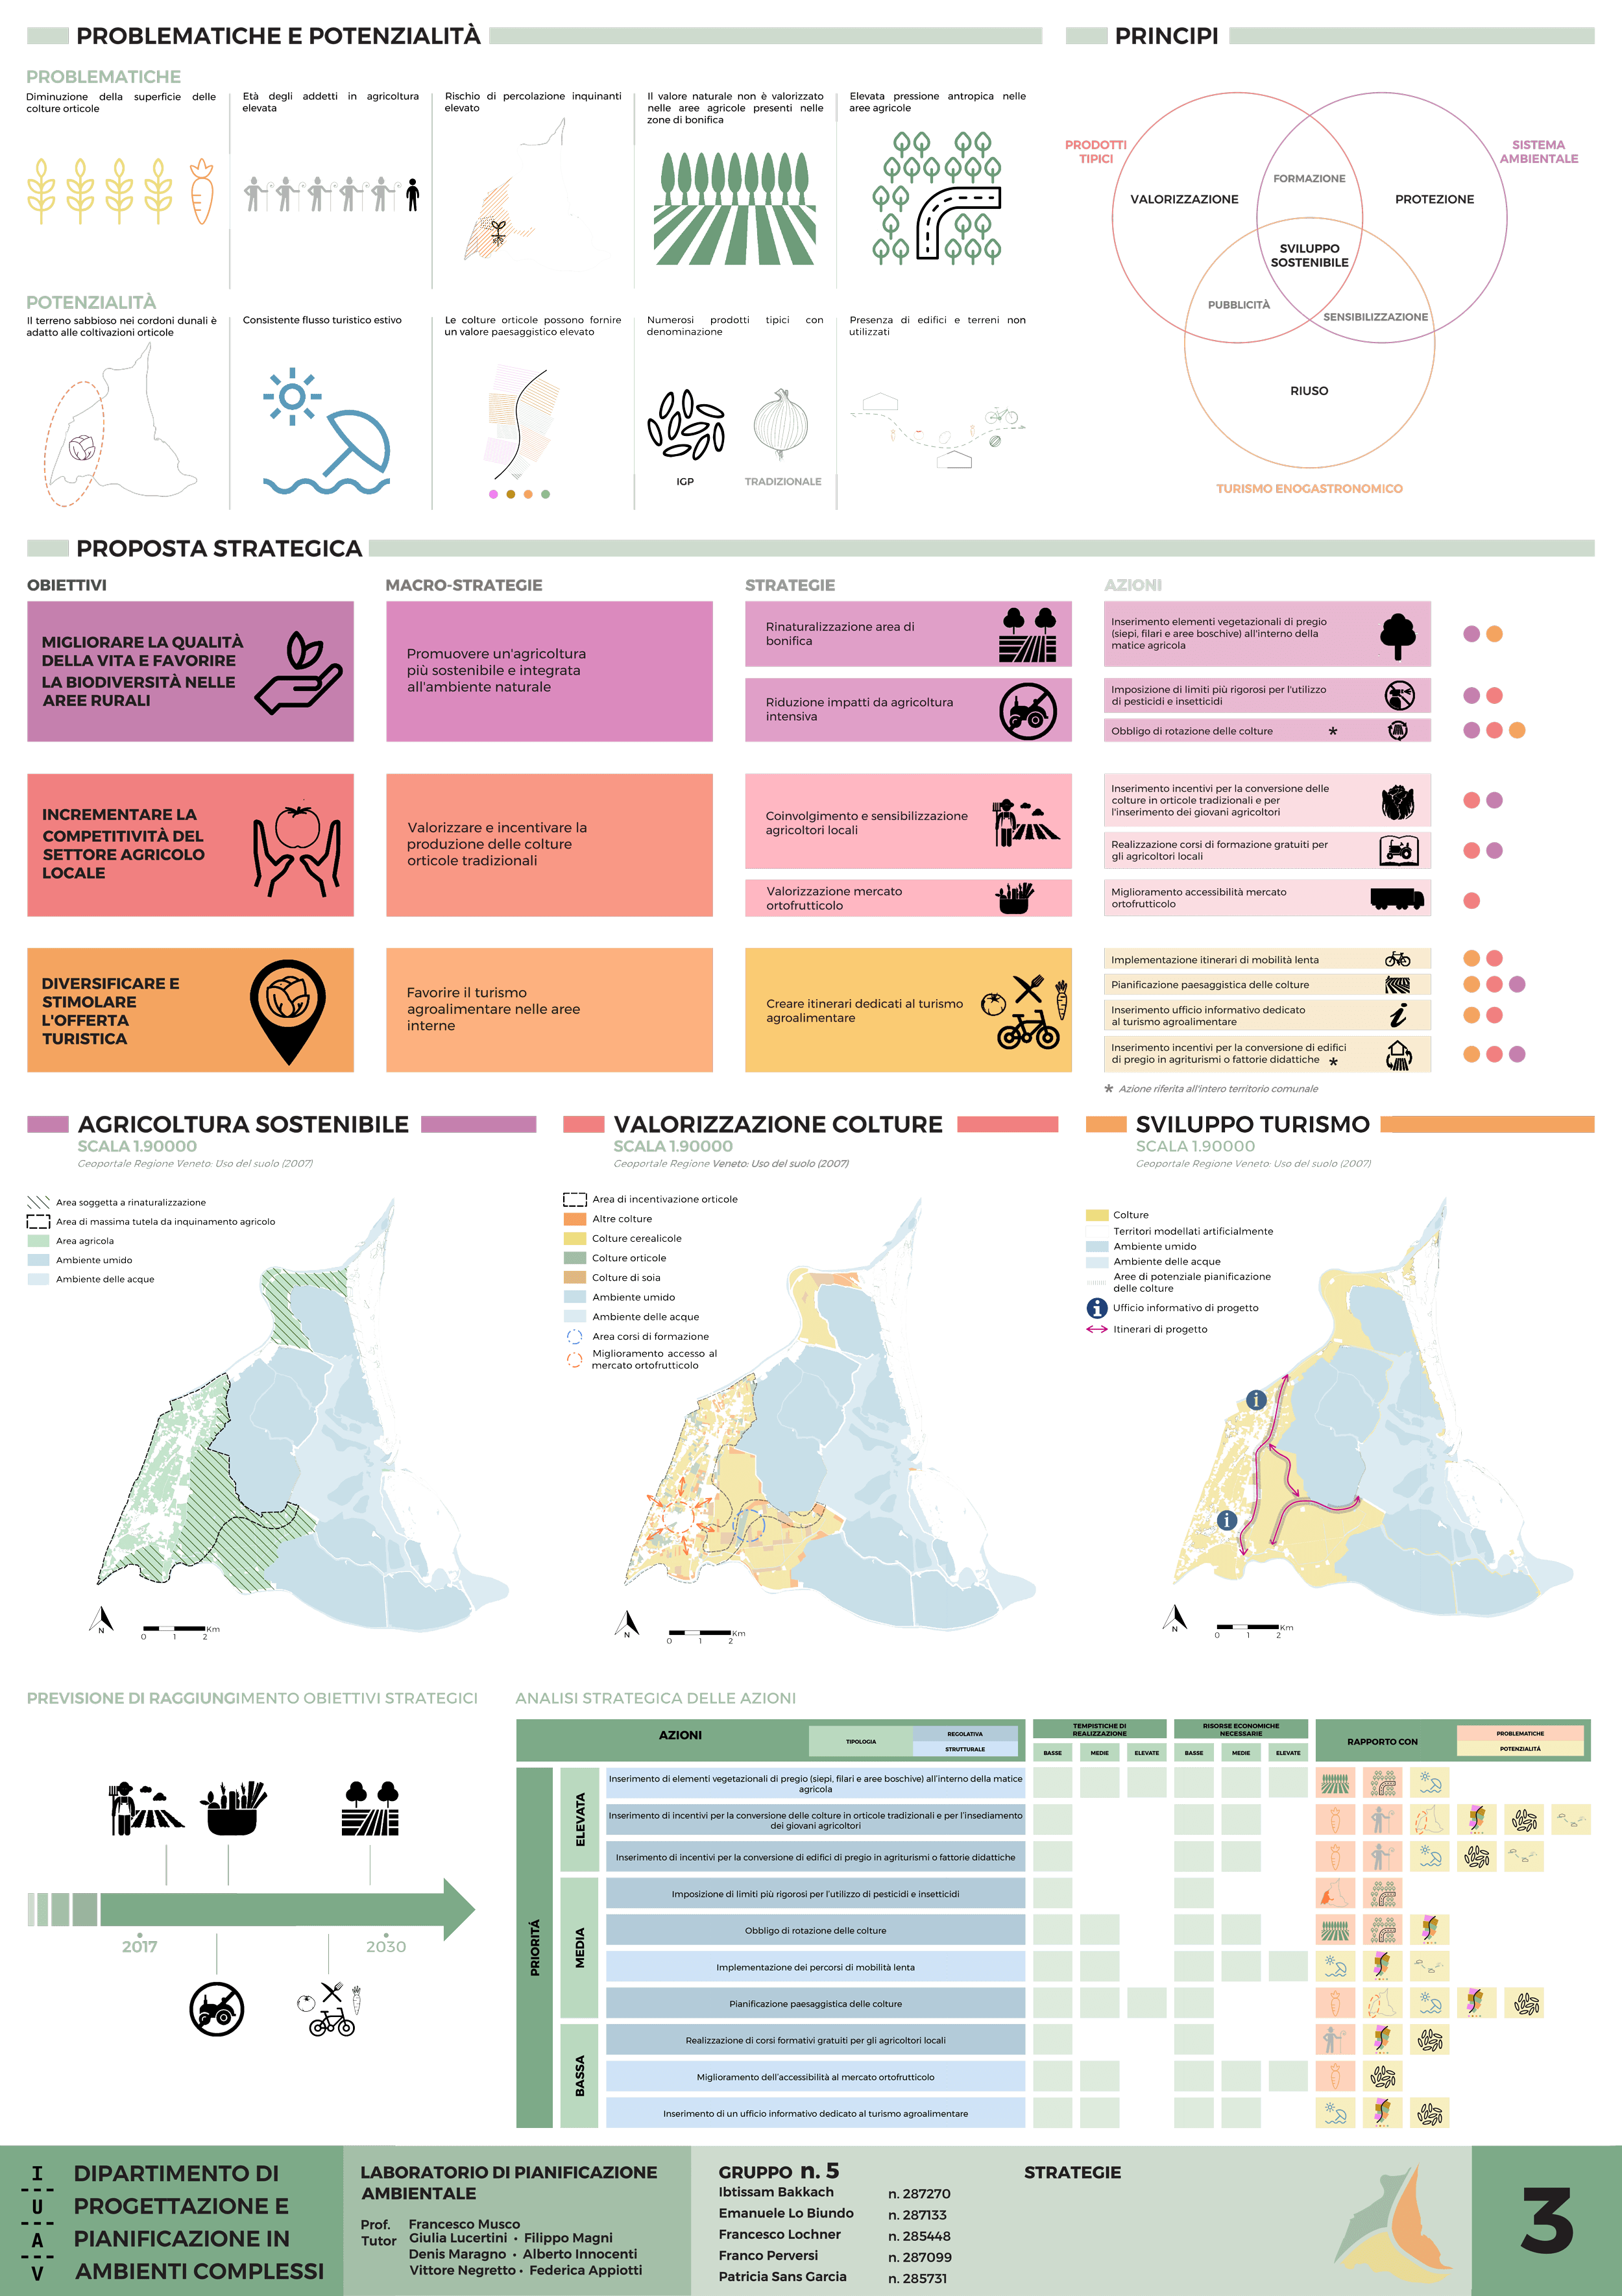 PROBLEMATICHE E POTENZIALITÀ
PRINCIPI
PROBLEMATICHE
Diminuzione della superficie delle
colture orticole
Età degli addetti in agricoltura
elevata
Rischio di percolazione inquinanti
elevato
Il valore naturale non è valorizzato
nelle aree agricole presenti nelle
zone di bonifica
Elevata pressione antropica nelle
aree agricole
PRODOTTI
TIPICI
SISTEMA
AMBIENTALE
FORMAZIONE
VALORIZZAZIONE
PROTEZIONE
SVILUPPO
SOSTENIBILE
PUBBLICITÀ
SENSIBILIZZAZIONE
RIUSO
TURISMO ENOGASTRONOMICO
POTENZIALITÀ
Il terreno sabbioso nei cordoni dunali è
adatto alle coltivazioni orticole
Consistente flusso turistico estivo
Le colture orticole possono fornire
un valore paesaggistico elevato
Numerosi prodotti tipici con
denominazione
Presenza di edifici e terreni non
utilizzati
IGP
TRADIZIONALE
PROPOSTA STRATEGICA
OBIETTIVI
MACRO-STRATEGIE
STRATEGIE
AZIONI
MIGLIORARE LA QUALITÀ
DELLA VITA E FAVORIRE
LA BIODIVERSITÀ NELLE
AREE RURALI
Promuovere un'agricoltura
più sostenibile e integrata
all'ambiente naturale
Rinaturalizzazione area di
bonifica
Riduzione impatti da agricoltura
intensiva
Inserimento elementi vegetazionali di pregio
(siepi, filari e aree boschive) all'interno della
matice agricola
Imposizione di limiti più rigorosi per l'utilizzo
di pesticidi e insetticidi
Obbligo di rotazione delle colture *
INCREMENTARE LA
COMPETITIVITÀ DEL
SETTORE AGRICOLO
LOCALE
Valorizzare e incentivare la
produzione delle colture
orticole tradizionali
Coinvolgimento e sensibilizzazione
agricoltori locali
Valorizzazione mercato
ortofrutticolo
Inserimento incentivi per la conversione delle
colture in orticole tradizionali e per
l'inserimento dei giovani agricoltori
Realizzazione corsi di formazione gratuiti per
gli agricoltori locali
Miglioramento accessibilità mercato
ortofrutticolo
DIVERSIFICARE E
STIMOLARE
L'OFFERTA
TURISTICA
Favorire il turismo
agroalimentare nelle aree
interne
Creare itinerari dedicati al turismo
agroalimentare
Implementazione itinerari di mobilità lenta
Pianificazione paesaggistica delle colture
Inserimento ufficio informativo dedicato
al turismo agroalimentare
Inserimento incentivi per la conversione di edifici
di pregio in agriturismi o fattorie didattiche *
* Azione riferita all'intero territorio comunale
AGRICOLTURA SOSTENIBILE
SCALA 1.90000
Geoportale Regione Veneto: Uso del suolo (2007)
Area soggetta a rinaturalizzazione
Area di massima tutela da inquinamento agricolo
Area agricola
Ambiente umido
Ambiente delle acque
N
0 1 2 Km
VALORIZZAZIONE COLTURE
SCALA 1.90000
Geoportale Regione Veneto: Uso del suolo (2007)
Area di incentivazione orticole
Altre colture
Colture cerealicole
Colture orticole
Colture di soia
Ambiente umido
Ambiente delle acque
Area corsi di formazione
Miglioramento accesso al
mercato ortofrutticolo
N
0 1 2 Km
SVILUPPO TURISMO
SCALA 1.90000
Geoportale Regione Veneto: Uso del suolo (2007)
Colture
Territori modellati artificialmente
Ambiente umido
Ambiente delle acque
Aree di potenziale pianificazione
delle colture
Ufficio informativo di progetto
Itinerari di progetto
i
i
N
0 1 2 Km
PREVISIONE DI RAGGIUNGIMENTO OBIETTIVI STRATEGICI
2017
2030
ANALISI STRATEGICA DELLE AZIONI
AZIONI
TIPOLOGIA
REGOLATIVA
STRUTTURALE
TEMPISTICHE DI
REALIZZAZIONE
BASSE MEDIE ELEVATE
RISORSE ECONOMICHE
NECESSARIE
BASSE MEDIE ELEVATE
RAPPORTO CON
PROBLEMATICHE
POTENZIALITÀ
PRIORITÁ
ELEVATA
Inserimento di elementi vegetazionali di pregio (siepi, filari e aree boschive) all'interno della matice
agricola
Inserimento di incentivi per la conversione delle colture in orticole tradizionali e per l'insediamento
dei giovani agricoltori
Inserimento di incentivi per la conversione di edifici di pregio in agriturismi o fattorie didattiche
MEDIA
Imposizione di limiti più rigorosi per l'utilizzo di pesticidi e insetticidi
Obbligo di rotazione delle colture
Implementazione dei percorsi di mobilità lenta
Pianificazione paesaggistica delle colture
BASSA
Realizzazione di corsi formativi gratuiti per gli agricoltori locali
Miglioramento dell'accessibilità al mercato ortofrutticolo
Inserimento di un ufficio informativo dedicato al turismo agroalimentare
I
U
A
V
DIPARTIMENTO DI
PROGETTAZIONE E
PIANIFICAZIONE IN
AMBIENTI COMPLESSI
LABORATORIO DI PIANIFICAZIONE
AMBIENTALE
Prof. Francesco Musco
Tutor Giulia Lucertini • Filippo Magni
Denis Maragno • Alberto Innocenti
Vittore Negretto • Federica Appiotti
GRUPPO n. 5
Ibtissam Bakkach n. 287270
Emanuele Lo Biundo n. 287133
Francesco Lochner n. 285448
Franco Perversi n. 287099
Patricia Sans Garcia n. 285731
STRATEGIE
3